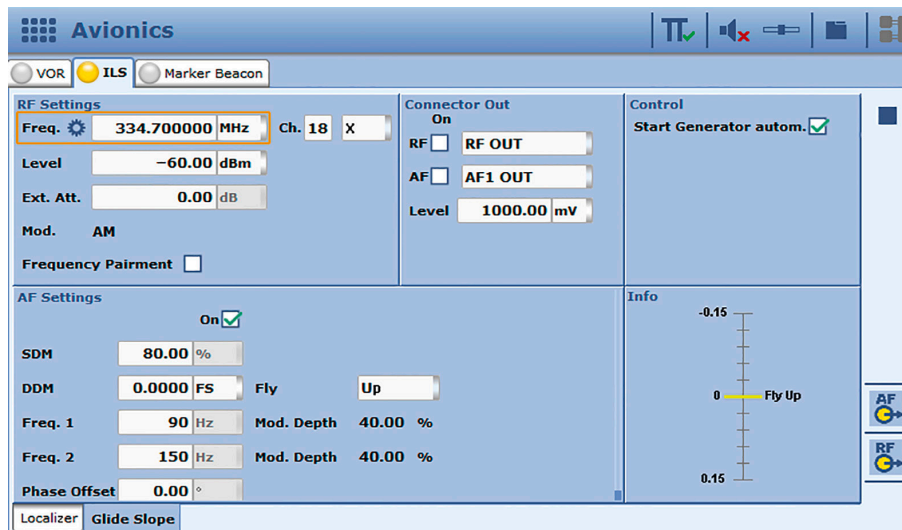 Avionics
VOR ILS Marker Beacon
RF Settings
Freq. 334.700000 MHz Ch. 18 X
Level −60.00 dBm
Ext. Att. 0.00 dB
Mod. AM
Frequency Pairment
Connector Out
On
RF RF OUT
AF AF1 OUT
Level 1000.00 mV
Control
Start Generator autom.
AF Settings
On
SDM 80.00 %
DDM 0.0000 FS Fly Up
Freq. 1 90 Hz Mod. Depth 40.00 %
Freq. 2 150 Hz Mod. Depth 40.00 %
Phase Offset 0.00 °
Info
-0.15
0 Fly Up
0.15
AF
RF
Localizer Glide Slope